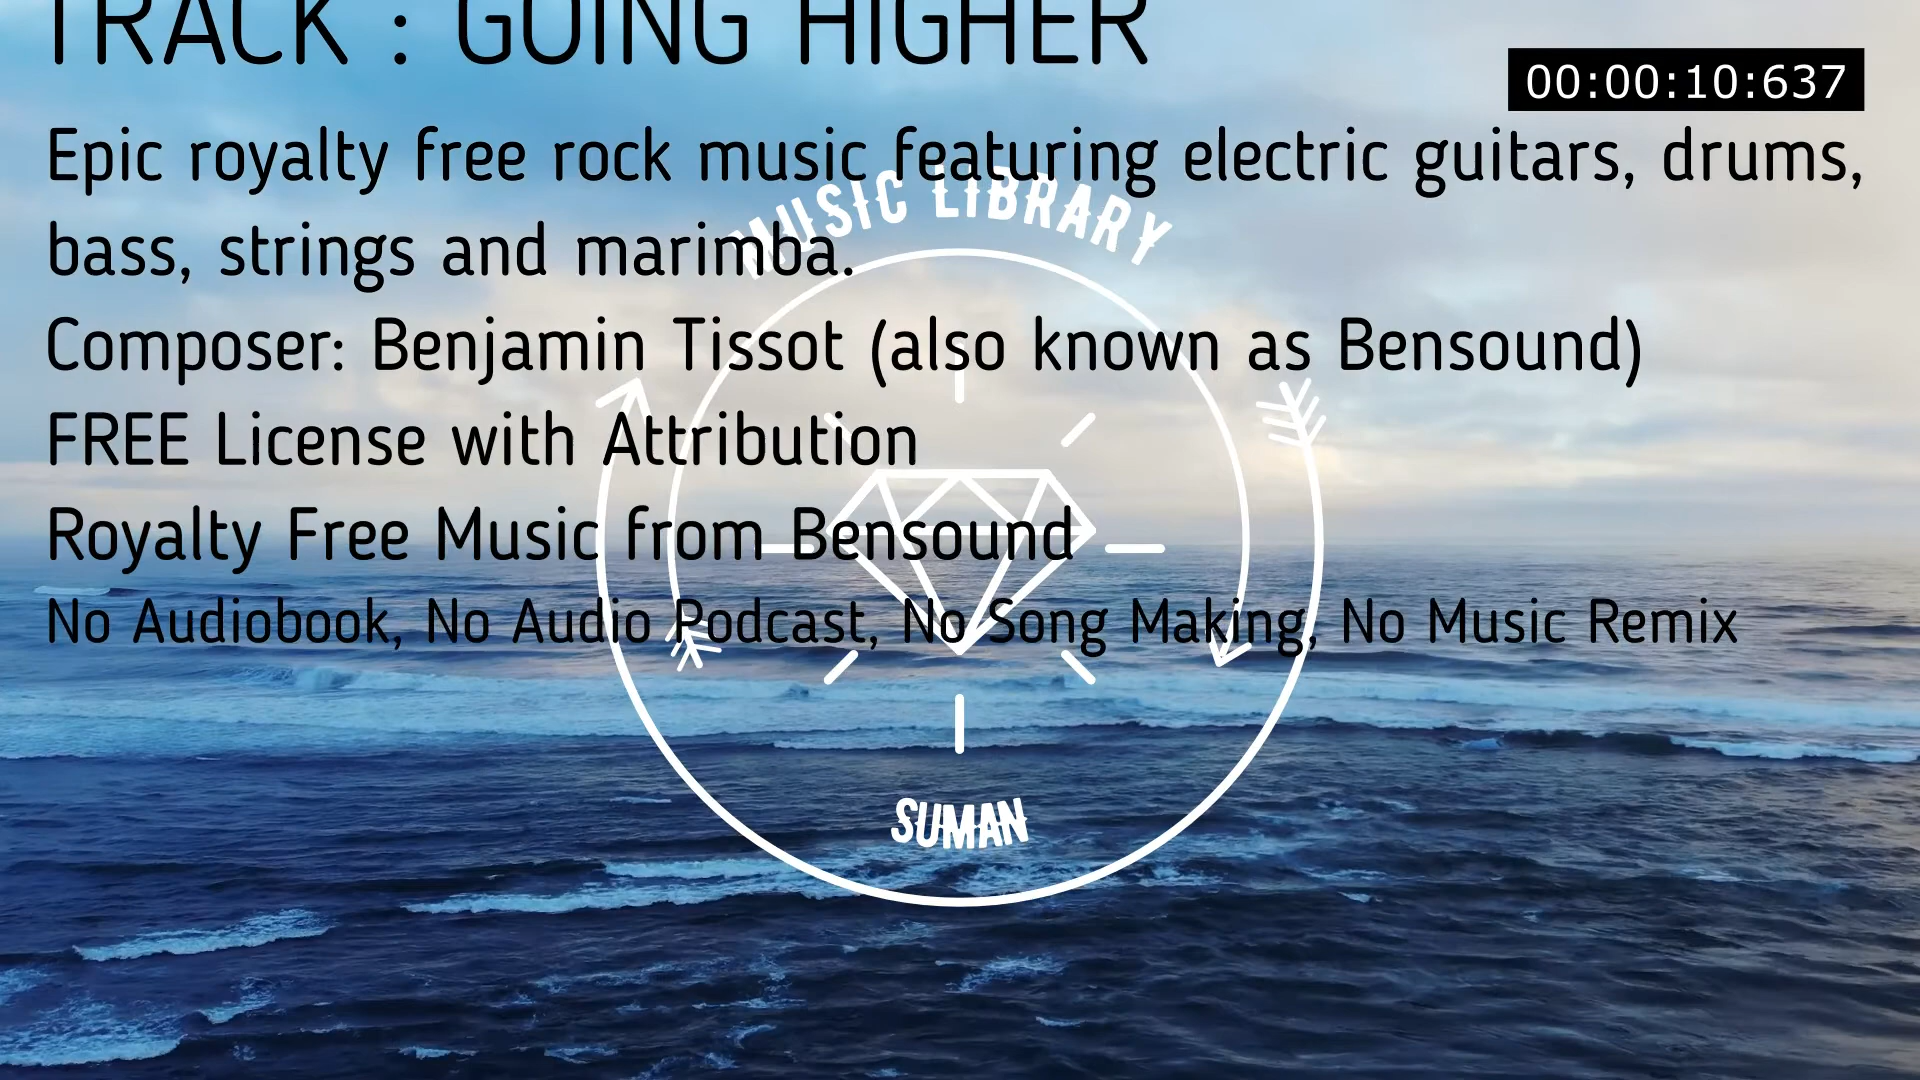 TRACK : GOING HIGHER
00:00:10:637
Epic royalty free rock music featuring electric guitars, drums,
bass, strings and marimba.
MUSIC LIBRARY
Composer: Benjamin Tissot (also known as Bensound)
FREE License with Attribution
Royalty Free Music from Bensound
No Audiobook, No Audio Podcast, No Song Making, No Music Remix
SUMAN